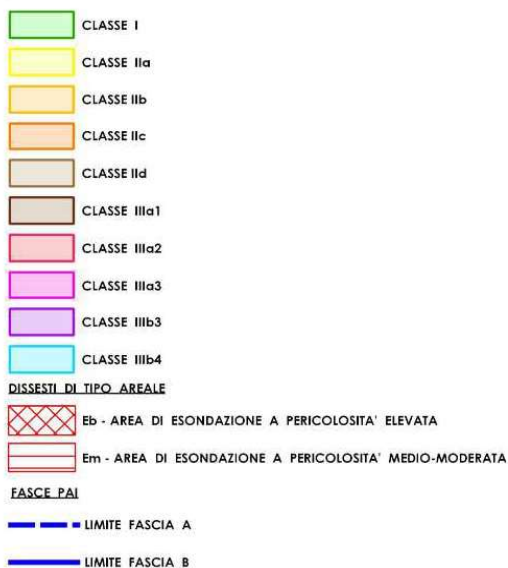 CLASSE I
CLASSE IIa
CLASSE IIb
CLASSE IIc
CLASSE IId
CLASSE IIIa1
CLASSE IIIa2
CLASSE IIIa3
CLASSE IIIb3
CLASSE IIIb4
DISSESTI DI TIPO AREALE
Eb - AREA DI ESONDAZIONE A PERICOLOSITA' ELEVATA
Em - AREA DI ESONDAZIONE A PERICOLOSITA' MEDIO-MODERATA
FASCE PAI
LIMITE FASCIA A
LIMITE FASCIA B